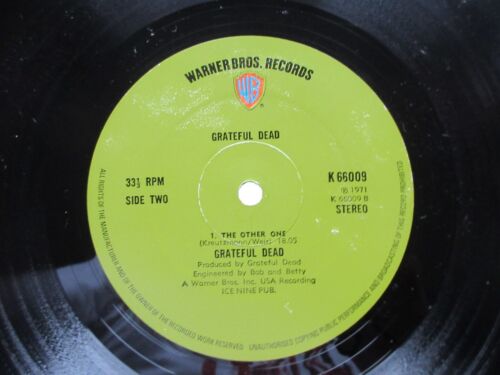 WARNER BROS. RECORDS
WB
GRATEFUL DEAD
33⅓ RPM
SIDE TWO
K 66009
℗ 1971
K 66009 B
STEREO
1. THE OTHER ONE
(Kreutzmann/Weir) 18.05
GRATEFUL DEAD
Produced by Grateful Dead
Engineered by Bob and Betty
A Warner Bros. USA Recording
ICE NINE PUB.
ALL RIGHTS OF THE MANUFACTURER AND OF THE OWNER OF THE RECORDED WORK RESERVED. UNAUTHORISED COPYING PUBLIC PERFORMANCE AND BROADCASTING OF THIS RECORD PROHIBITED